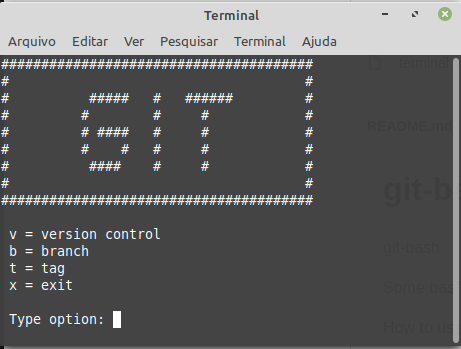 Terminal
Arquivo Editar Ver Pesquisar Terminal Ajuda
#######################################
#                                     #
#          #####   #   ######         #
#         #        #     #            #
#         # ####   #     #            #
#         #    #   #     #            #
#          ####    #     #            #
#                                     #
#######################################
v = version control
b = branch
t = tag
x = exit
Type option:
README.md
git-b
git-bash
Some bas
How to us